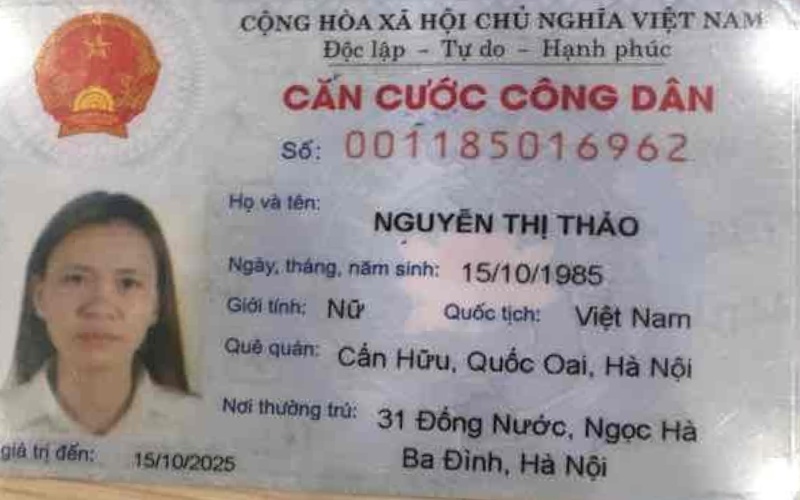 CỘNG HÒA XÃ HỘI CHỦ NGHĨA VIỆT NAM
Độc lập - Tự do - Hạnh phúc
CĂN CƯỚC CÔNG DÂN
Số: 001185016962
Họ và tên:
NGUYỄN THỊ THẢO
Ngày, tháng, năm sinh: 15/10/1985
Giới tính: Nữ Quốc tịch: Việt Nam
Quê quán: Cấn Hữu, Quốc Oai, Hà Nội
Nơi thường trú: 31 Đồng Nước, Ngọc Hà
Ba Đình, Hà Nội
giá trị đến: 15/10/2025